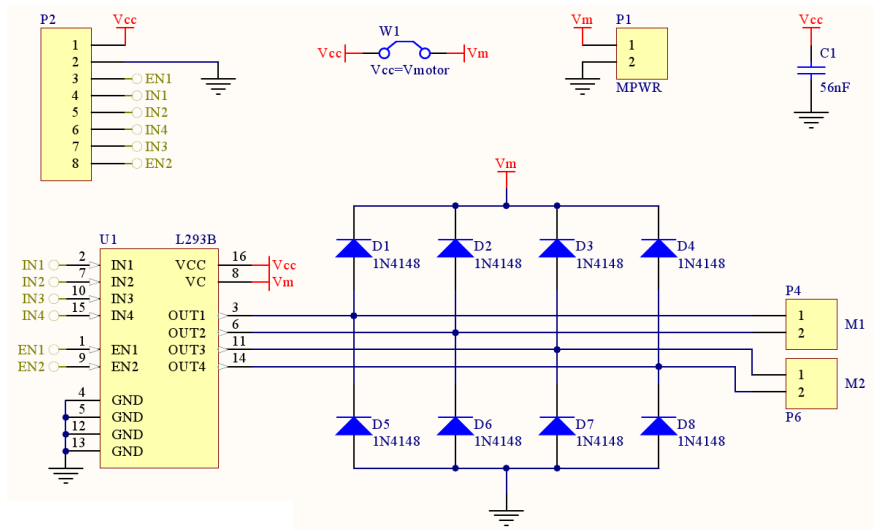 P2
Vcc
1
2
3 EN1
4 IN1
5 IN2
6 IN4
7 IN3
8 EN2
W1
Vcc Vm
Vcc=Vmotor
Vm P1
1
2
MPWR
Vcc
C1
56nF
U1 L293B
IN1 2 IN1 VCC 16 Vcc
IN2 7 IN2 VC 8 Vm
IN3 10 IN3
IN4 15 IN4 OUT1 3
OUT2 6
EN1 1 EN1 OUT3 11
EN2 9 EN2 OUT4 14
4 GND
5 GND
12 GND
13 GND
Vm
D1 D2 D3 D4
1N4148 1N4148 1N4148 1N4148
D5 D6 D7 D8
1N4148 1N4148 1N4148 1N4148
P4
1 M1
2
1 M2
2
P6